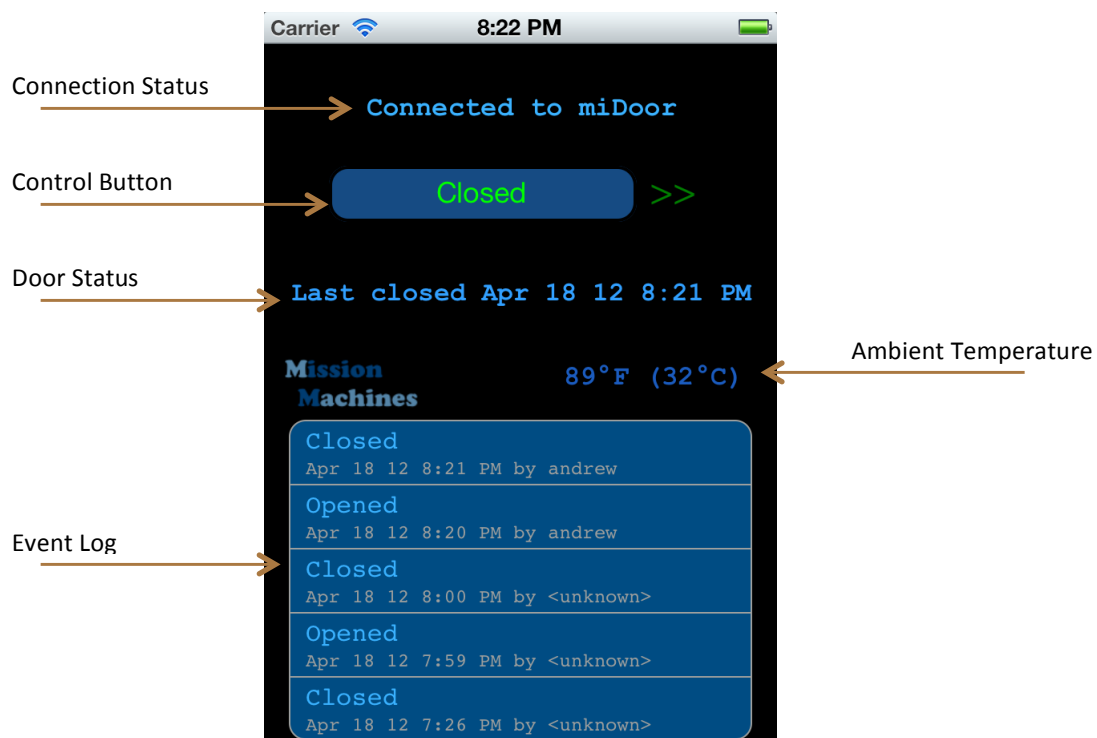 Carrier 8:22 PM
Connection Status
Connected to miDoor
Control Button
Closed >>
Door Status
Last closed Apr 18 12 8:21 PM
Ambient Temperature
Mission
Machines
89°F (32°C)
Closed
Apr 18 12 8:21 PM by andrew
Opened
Apr 18 12 8:20 PM by andrew
Event Log
Closed
Apr 18 12 8:00 PM by <unknown>
Opened
Apr 18 12 7:59 PM by <unknown>
Closed
Apr 18 12 7:26 PM by <unknown>